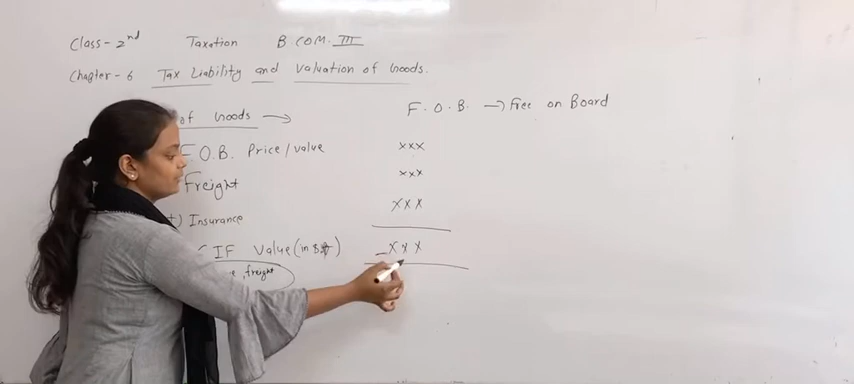 Class - 2nd Taxation B.COM. III
Chapter - 6 Tax Liability and Valuation of Goods.
of Goods → F.O.B. → Free on Board
F.O.B. Price/value xxx
Freight xxx
Insurance xxx
CIF Value (in $) xxx
, freight